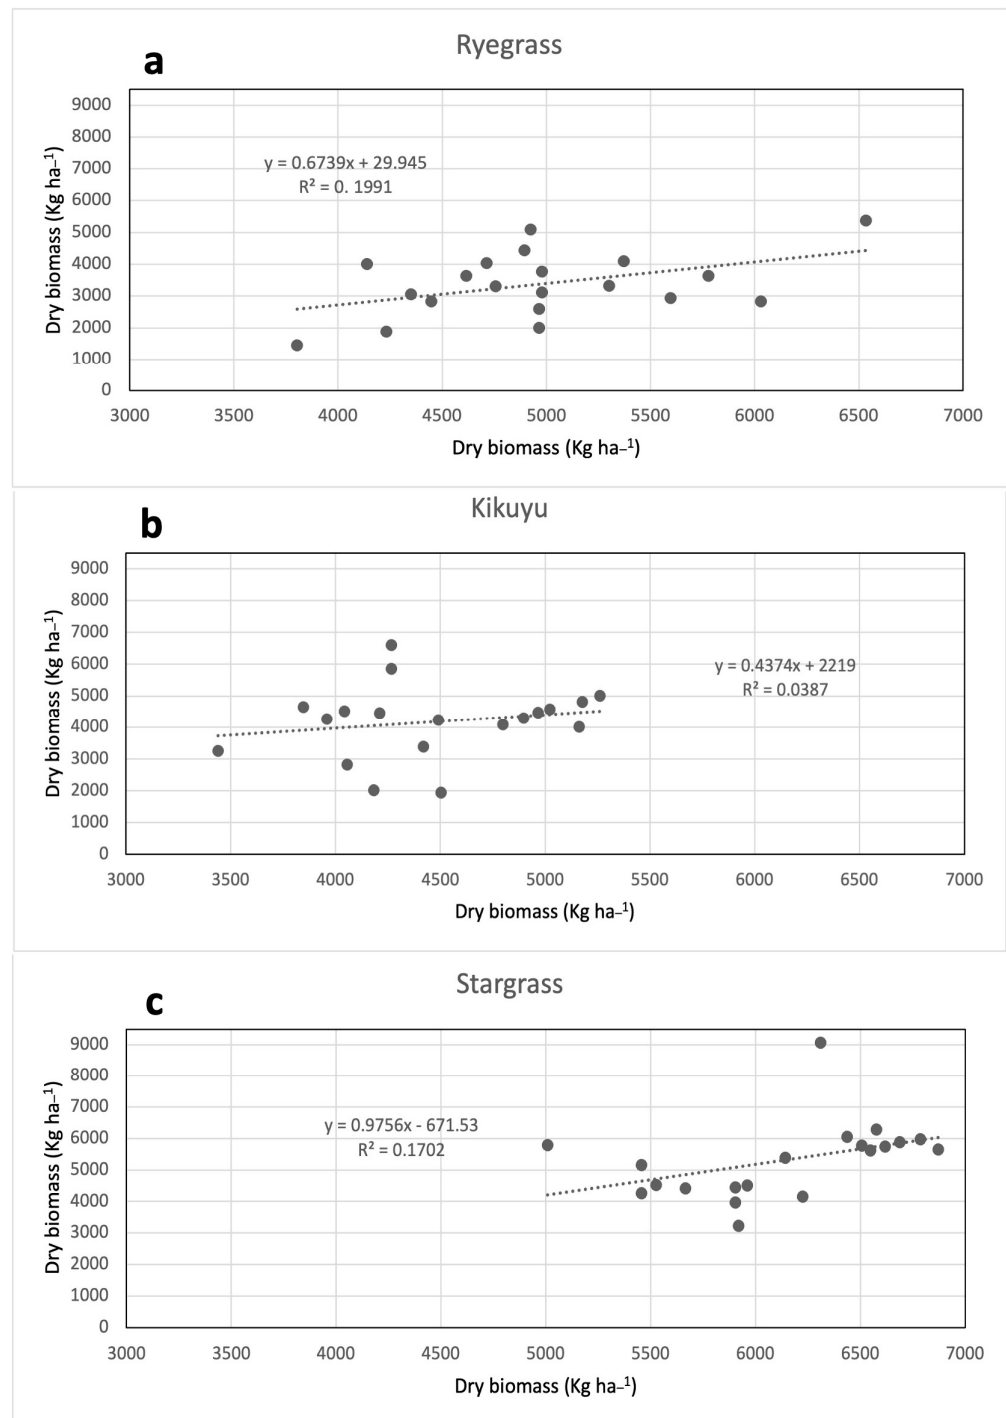 Ryegrass
a
9000
8000
7000
6000
5000
4000
3000
2000
1000
0
Dry biomass (Kg ha–1)
y = 0.6739x + 29.945
R² = 0. 1991
3000 3500 4000 4500 5000 5500 6000 6500 7000
Dry biomass (Kg ha–1)
Kikuyu
b
9000
8000
7000
6000
5000
4000
3000
2000
1000
0
Dry biomass (Kg ha–1)
y = 0.4374x + 2219
R² = 0.0387
3000 3500 4000 4500 5000 5500 6000 6500 7000
Dry biomass (Kg ha–1)
Stargrass
c
9000
8000
7000
6000
5000
4000
3000
2000
1000
0
Dry biomass (Kg ha–1)
y = 0.9756x - 671.53
R² = 0.1702
3000 3500 4000 4500 5000 5500 6000 6500 7000
Dry biomass (Kg ha–1)